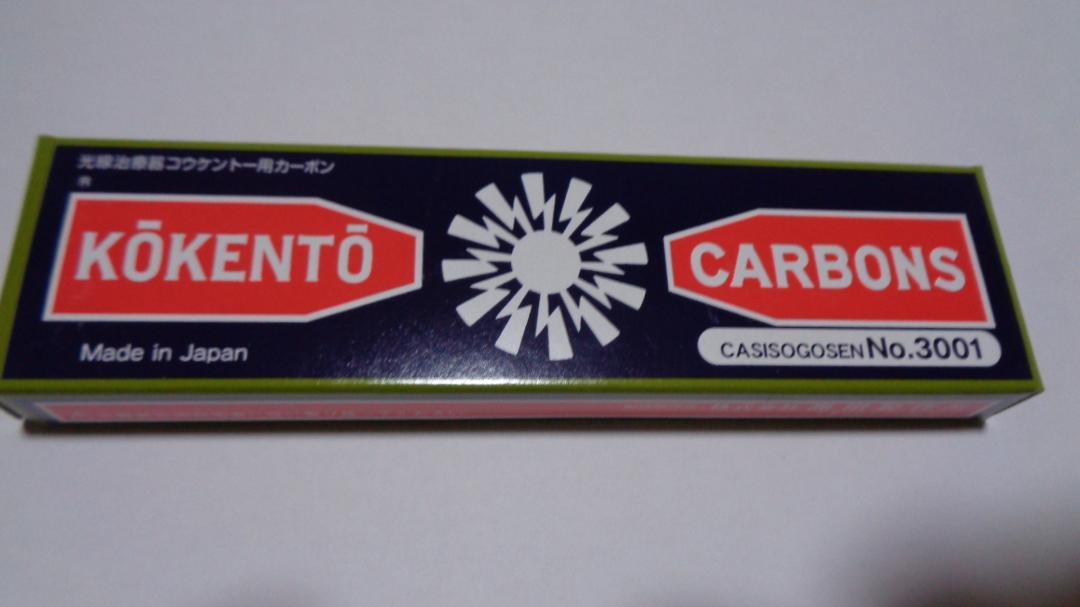 光線治療器コウケントー用カーボン
KŌKENTŌ
CARBONS
Made in Japan
CASISOGOSEN No.3001